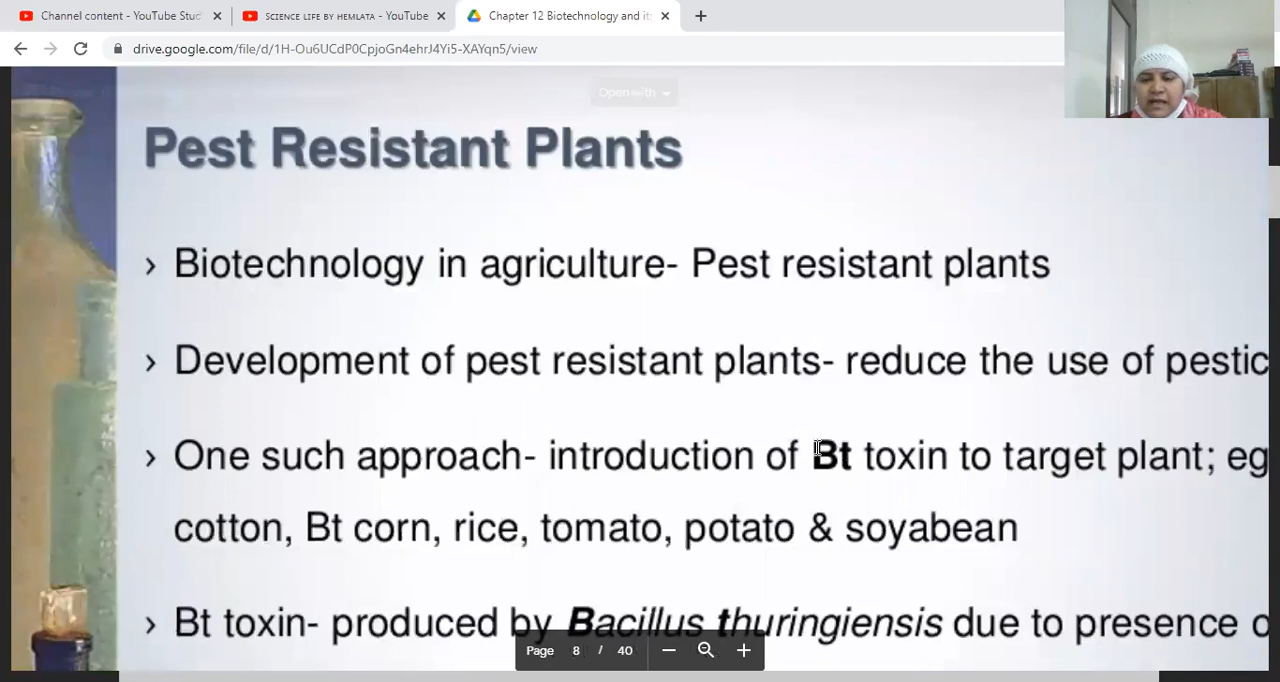 Channel content - YouTube Stud
SCIENCE LIFE BY HEMLATA - YouTube
Chapter 12 Biotechnology and it
drive.google.com/file/d/1H-Ou6UCdP0CpjoGn4ehrJ4Yi5-XAYqn5/view
Open with
Pest Resistant Plants
› Biotechnology in agriculture- Pest resistant plants
› Development of pest resistant plants- reduce the use of pestic
› One such approach- introduction of Bt toxin to target plant; eg
cotton, Bt corn, rice, tomato, potato & soyabean
› Bt toxin- produced by Bacillus thuringiensis due to presence o
Page 8 / 40